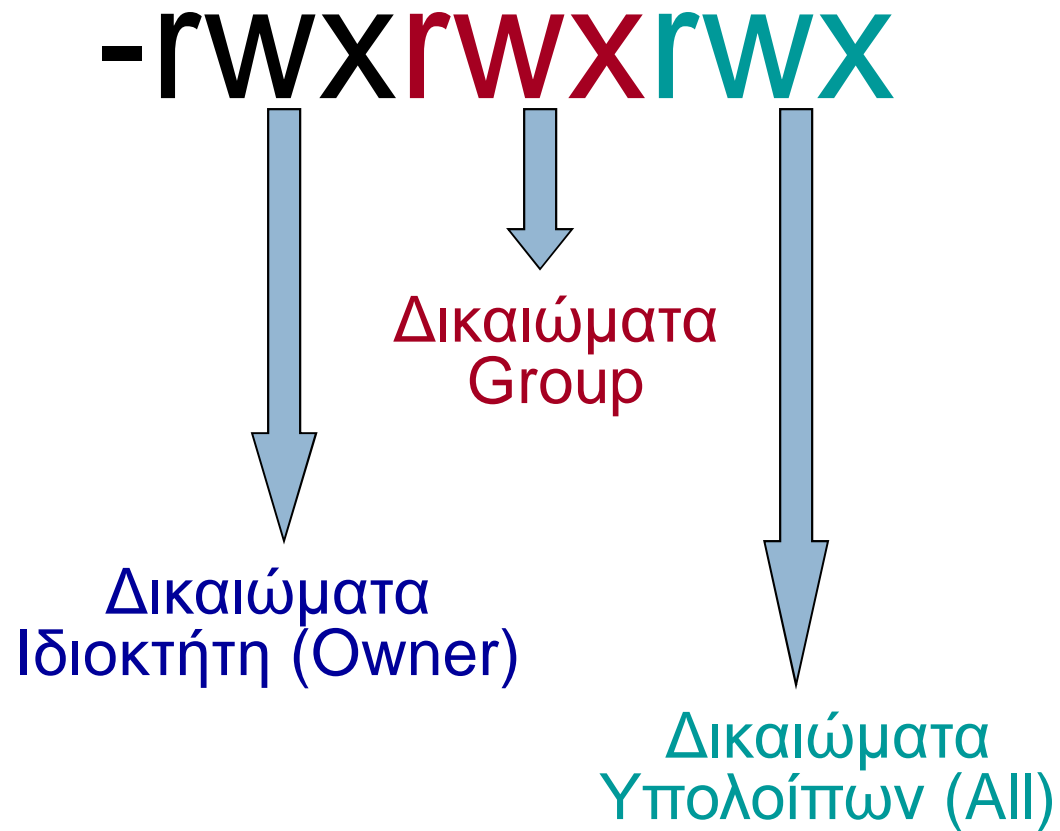 -rwxrwxrwx
Δικαιώματα
Group
Δικαιώματα
Ιδιοκτήτη (Owner)
Δικαιώματα
Υπολοίπων (All)